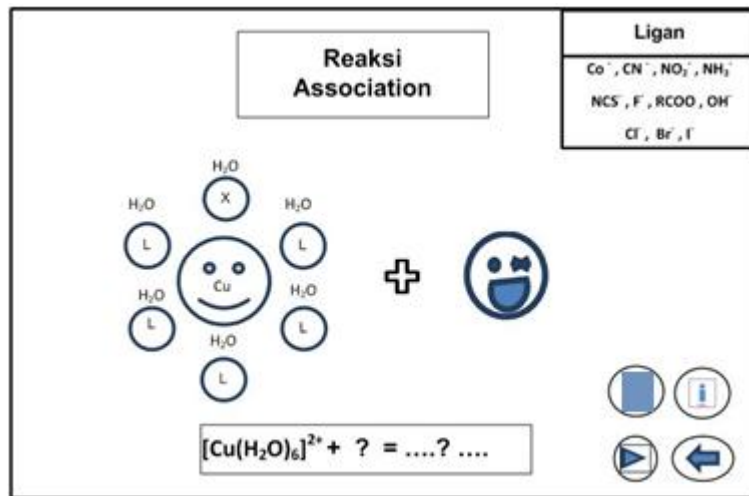 Reaksi
Association
Ligan
Co⁻, CN⁻, NO₂⁻, NH₃⁻
NCS⁻, F⁻, RCOO, OH⁻
Cl⁻, Br⁻, I⁻
H₂O
X
H₂O
H₂O
L
L
Cu
H₂O
H₂O
L
L
H₂O
L
[Cu(H₂O)₆]²⁺ + ? = ....? ....
i